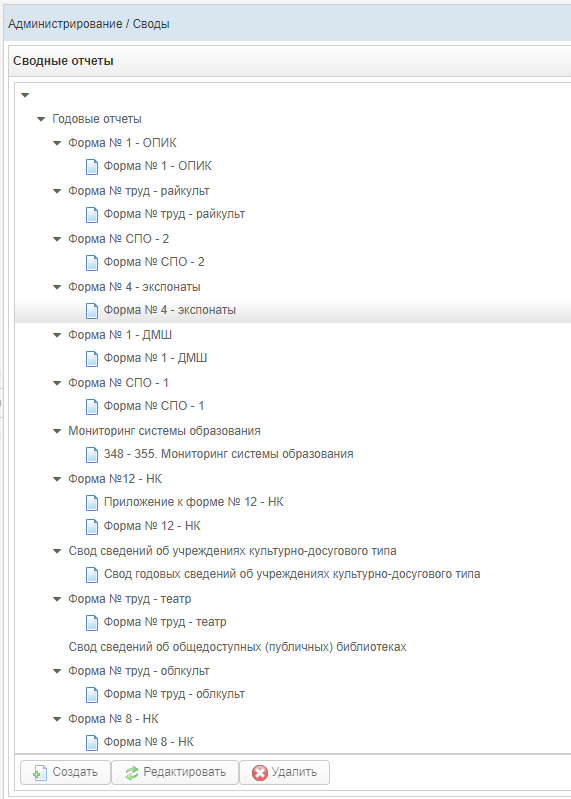 Администрирование / Своды
Сводные отчеты
Годовые отчеты
Форма № 1 - ОПИК
Форма № 1 - ОПИК
Форма № труд - райкульт
Форма № труд - райкульт
Форма № СПО - 2
Форма № СПО - 2
Форма № 4 - экспонаты
Форма № 4 - экспонаты
Форма № 1 - ДМШ
Форма № 1 - ДМШ
Форма № СПО - 1
Форма № СПО - 1
Мониторинг системы образования
348 - 355. Мониторинг системы образования
Форма №12 - НК
Приложение к форме № 12 - НК
Форма № 12 - НК
Свод сведений об учреждениях культурно-досугового типа
Свод годовых сведений об учреждениях культурно-досугового типа
Форма № труд - театр
Форма № труд - театр
Свод сведений об общедоступных (публичных) библиотеках
Форма № труд - облкульт
Форма № труд - облкульт
Форма № 8 - НК
Форма № 8 - НК
Создать Редактировать Удалить